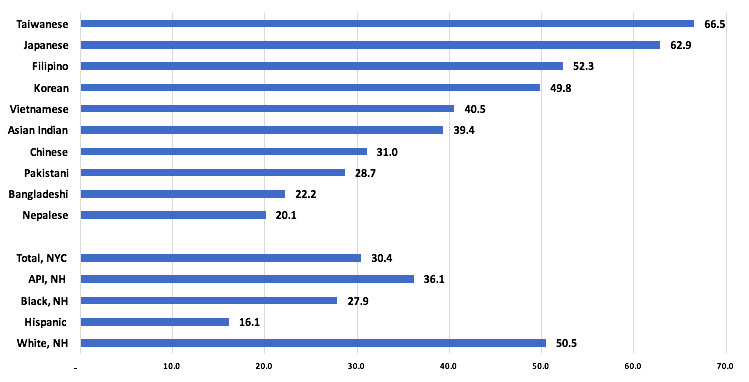 Taiwanese 66.5
Japanese 62.9
Filipino 52.3
Korean 49.8
Vietnamese 40.5
Asian Indian 39.4
Chinese 31.0
Pakistani 28.7
Bangladeshi 22.2
Nepalese 20.1
Total, NYC 30.4
API, NH 36.1
Black, NH 27.9
Hispanic 16.1
White, NH 50.5
- 10.0 20.0 30.0 40.0 50.0 60.0 70.0